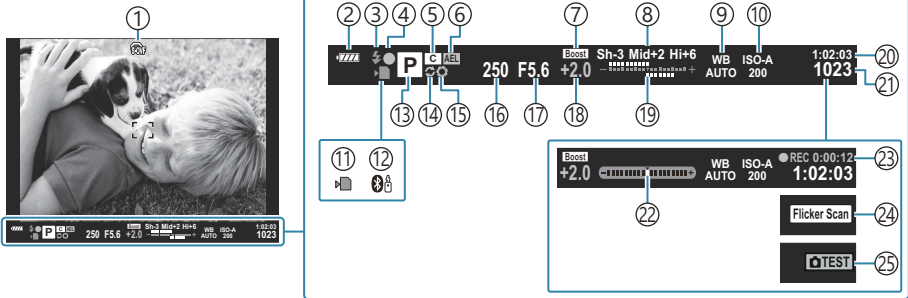 ① ② ③ ④ ⑤ ⑥ ⑦ ⑧ ⑨ ⑩
Self
P C AEL 250 F5.6 Boost +2.0 Sh-3 Mid+2 Hi+6 - + WB AUTO ISO-A 200 1:02:03 1023
⑳
㉑
⑬ ⑭ ⑮ ⑯ ⑰ ⑱ ⑲
⑪ ⑫
Boost +2.0 - + WB AUTO ISO-A 200 REC 0:00:12 1:02:03
㉓
㉒
Flicker Scan
㉔
TEST
㉕
P C AEL 250 F5.6 Boost +2.0 Sh-3 Mid+2 Hi+6 - + WB AUTO ISO-A 200 1:02:03 1023